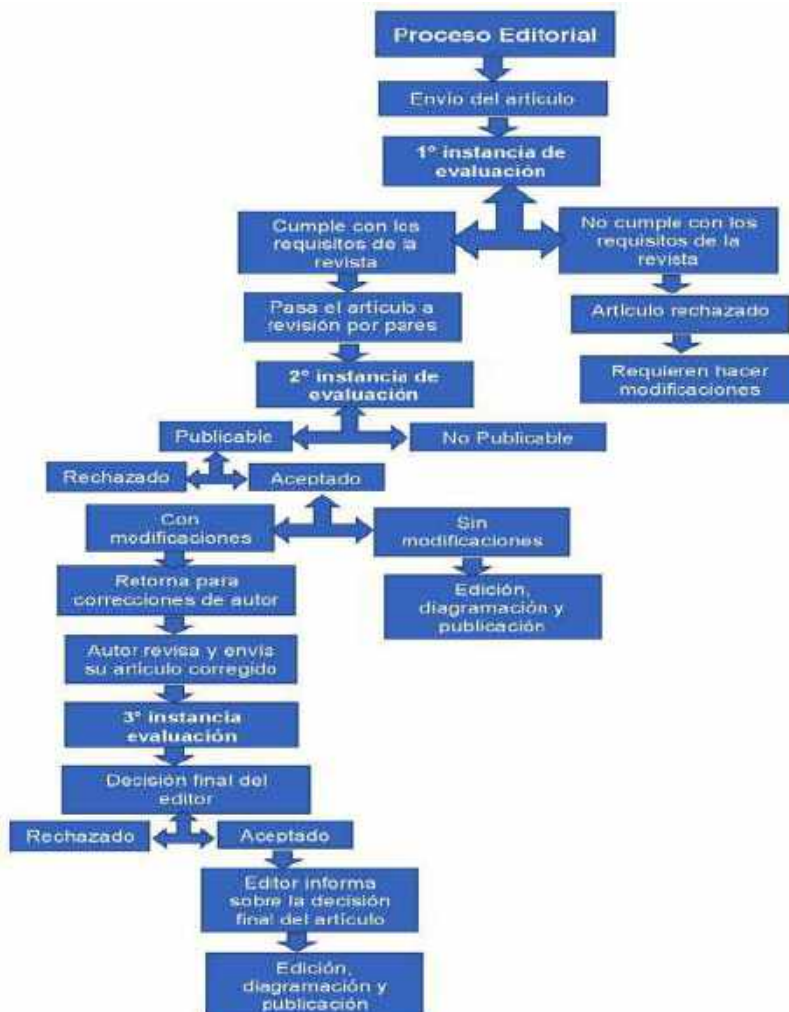 Proceso Editorial
Envío del artículo
1° instancia de
evaluación
Cumple con los
requisitos de la
revista
No cumple con los
requisitos de la
revista
Pasa el artículo a
revisión por pares
Artículo rechazado
2° instancia de
evaluación
Requieren hacer
modificaciones
Publicable
No Publicable
Rechazado
Aceptado
Con
modificaciones
Sin
modificaciones
Retorna para
correcciones de autor
Edición,
diagramación y
publicación
Autor revisa y envía
su artículo corregido
3° instancia
evaluación
Decisión final del
editor
Rechazado
Aceptado
Editor informa
sobre la decisión
final del artículo
Edición,
diagramación y
publicación